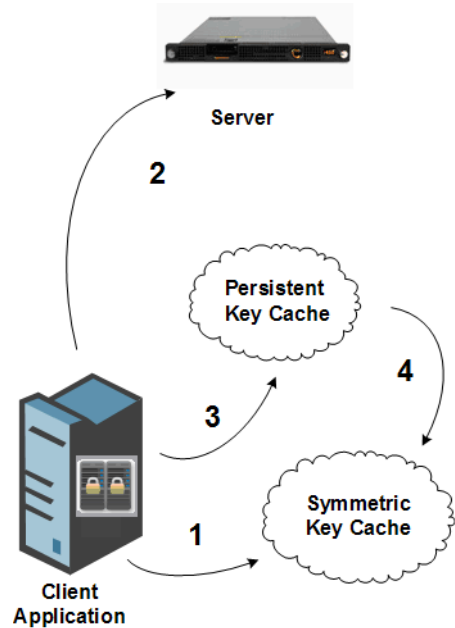 Server
2
Persistent
Key Cache
4
3
Symmetric
Key Cache
1
Client
Application